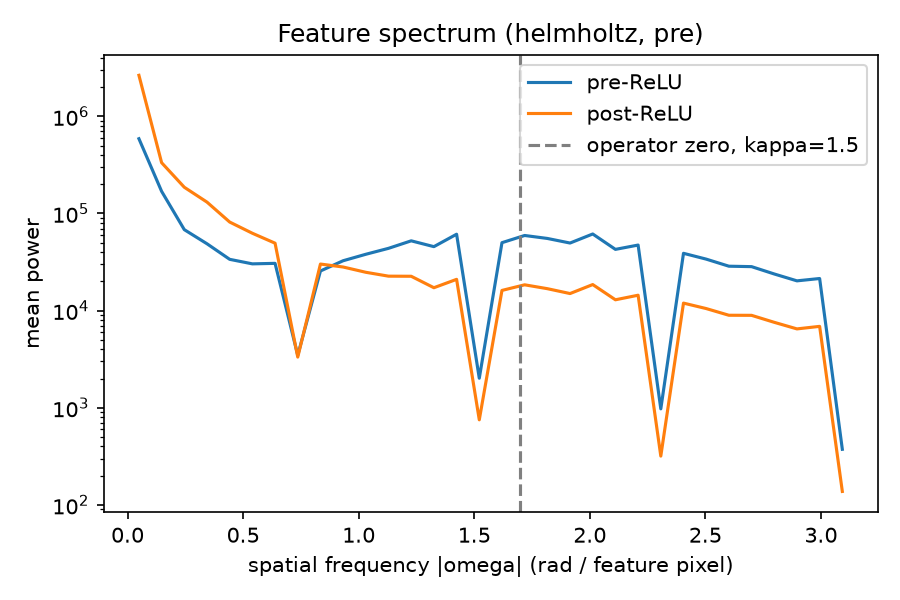 Feature spectrum (helmholtz, pre)
pre-ReLU
post-ReLU
operator zero, kappa=1.5
mean power
10^6
10^5
10^4
10^3
10^2
0.0 0.5 1.0 1.5 2.0 2.5 3.0
spatial frequency |omega| (rad / feature pixel)